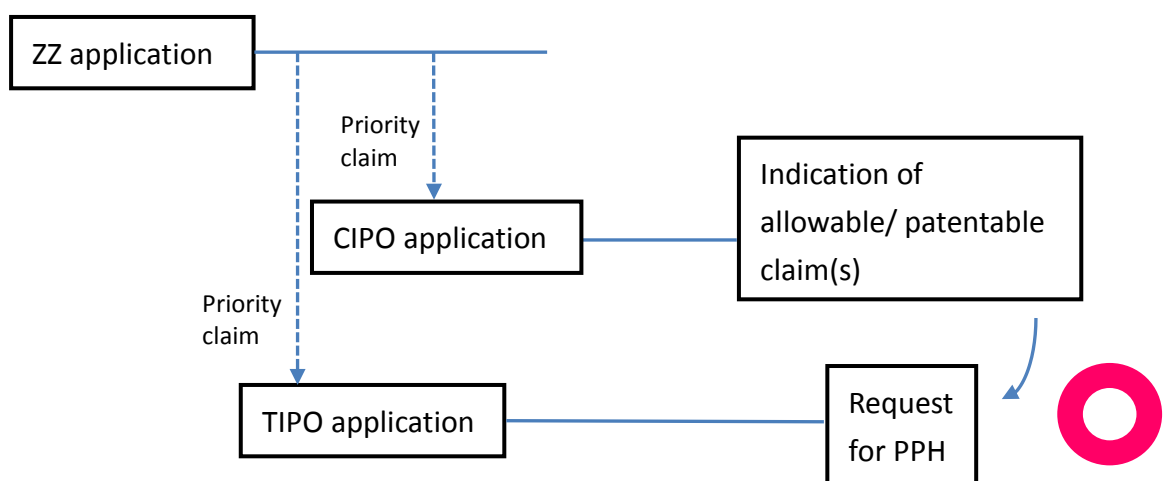 ZZ application
Priority
claim
Indication of
allowable/ patentable
claim(s)
CIPO application
Priority
claim
TIPO application
Request
for PPH